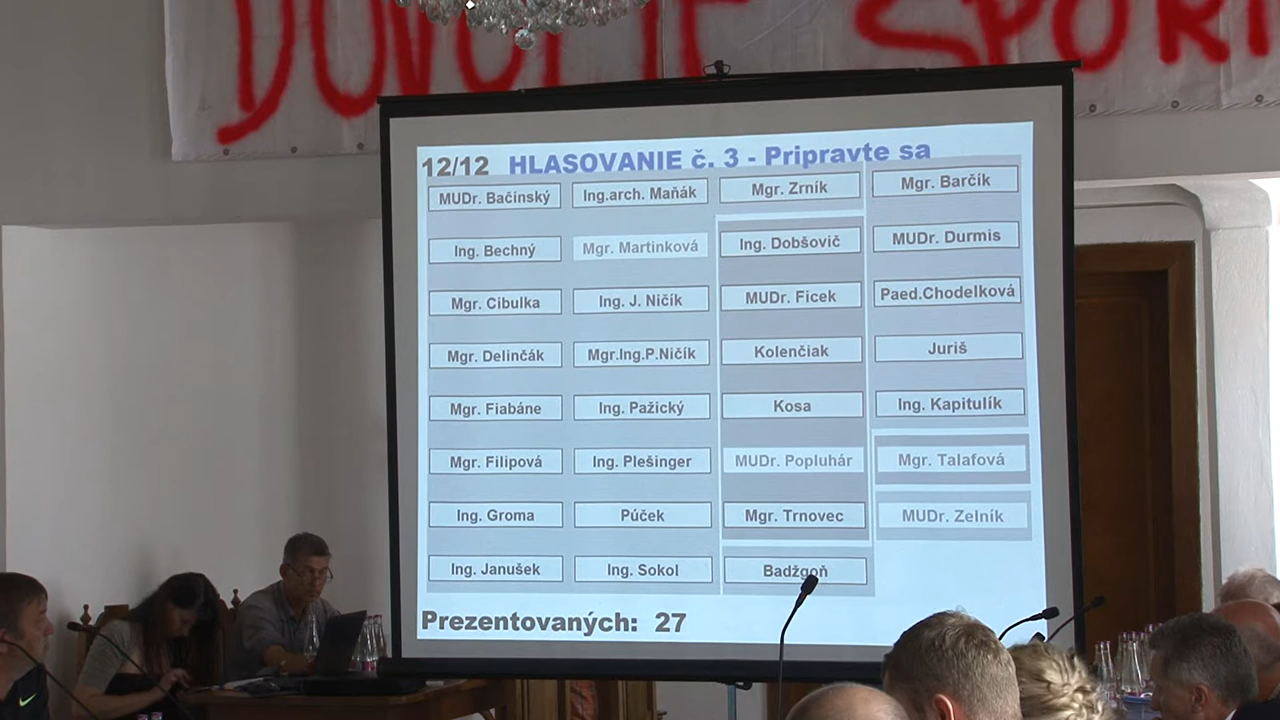 DOVOĽTE ŠPORT
12/12 HLASOVANIE č. 3 - Pripravte sa
MUDr. Bačinský Ing.arch. Maňák Mgr. Zrník Mgr. Barčík
Ing. Bechný Mgr. Martinková Ing. Dobšovič MUDr. Durmis
Mgr. Cibulka Ing. J. Ničík MUDr. Ficek Paed.Chodelková
Mgr. Delinčák Mgr.Ing.P.Ničík Kolenčiak Juriš
Mgr. Fiabáne Ing. Pažický Kosa Ing. Kapitulík
Mgr. Filipová Ing. Plešinger MUDr. Popluhár Mgr. Talafová
Ing. Groma Púček Mgr. Trnovec MUDr. Zelník
Ing. Janušek Ing. Sokol Badžgoň
Prezentovaných: 27